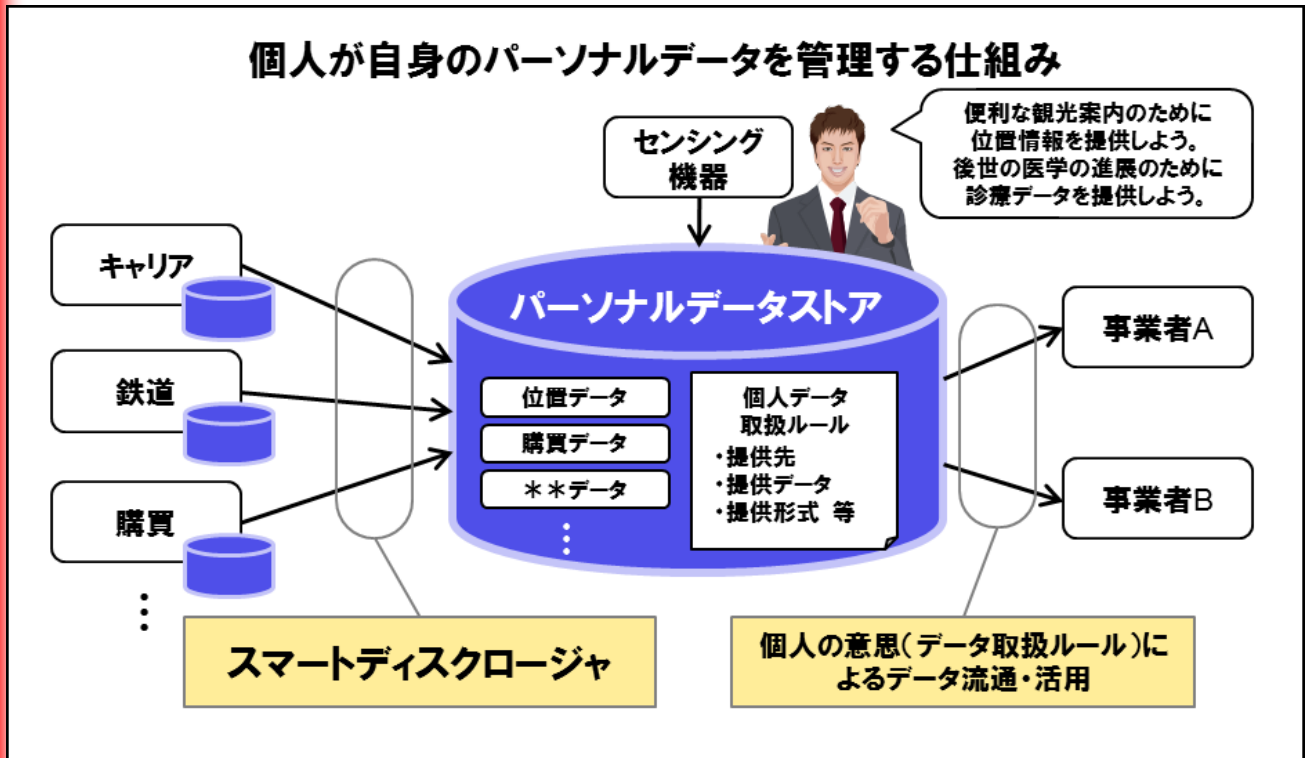 個人が自身のパーソナルデータを管理する仕組み
センシング
機器
便利な観光案内のために
位置情報を提供しよう。
後世の医学の進展のために
診療データを提供しよう。
キャリア
鉄道
購買
⋮
パーソナルデータストア
位置データ
購買データ
＊＊データ
⋮
個人データ
取扱ルール
・提供先
・提供データ
・提供形式 等
事業者A
事業者B
スマートディスクロージャ
個人の意思（データ取扱ルール）に
よるデータ流通・活用